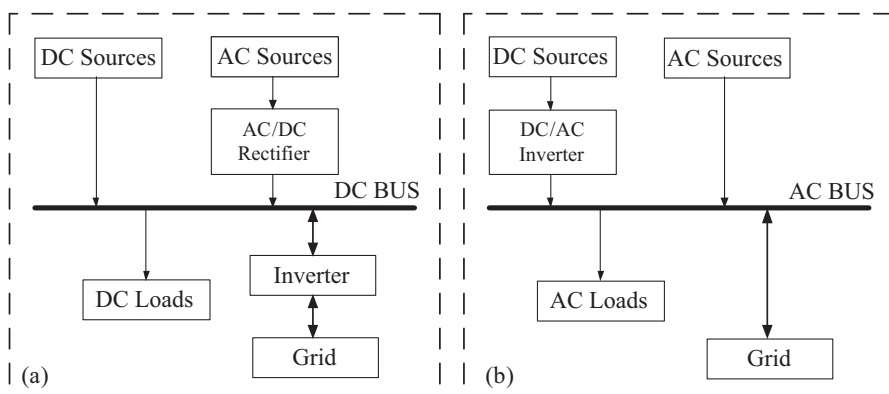 DC Sources
AC Sources
AC/DC
Rectifier
DC BUS
DC Loads
Inverter
Grid
(a)
DC Sources
AC Sources
DC/AC
Inverter
AC BUS
AC Loads
Grid
(b)